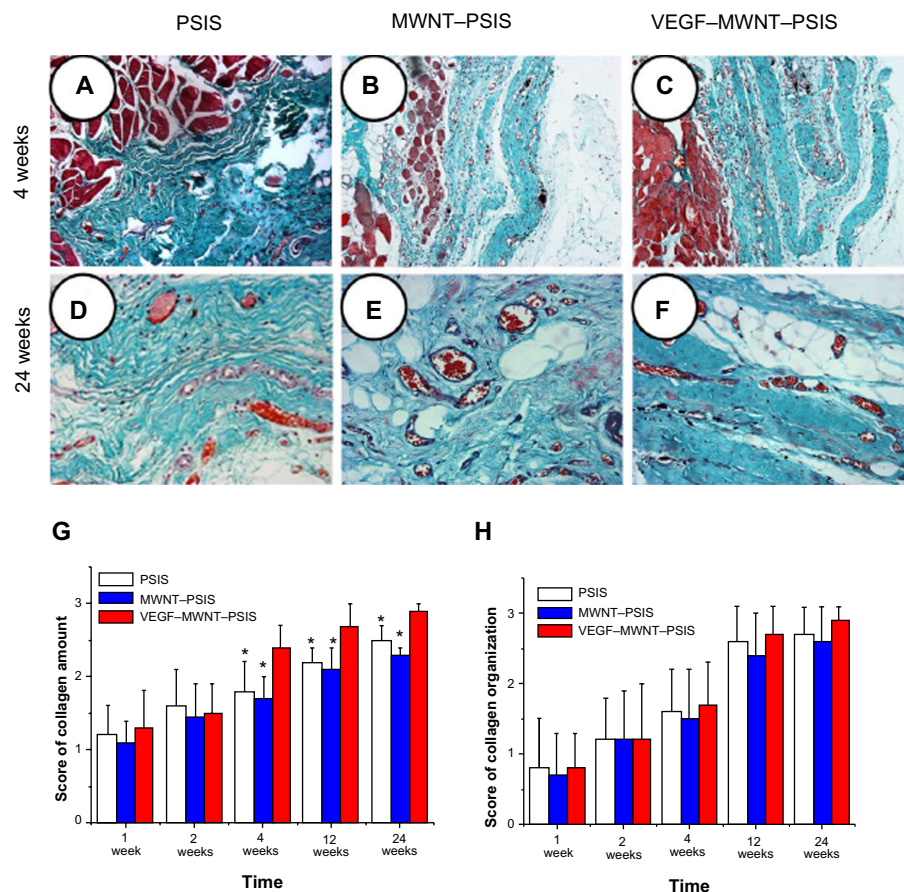 PSIS MWNT–PSIS VEGF–MWNT–PSIS
4 weeks
A B C
24 weeks
D E F
G
PSIS
MWNT–PSIS
VEGF–MWNT–PSIS
Score of collagen amount
3
2
1
0
* * * * * *
1 week
2 weeks
4 weeks
12 weeks
24 weeks
Time
H
PSIS
MWNT–PSIS
VEGF–MWNT–PSIS
Score of collagen organization
3
2
1
0
1 week
2 weeks
4 weeks
12 weeks
24 weeks
Time